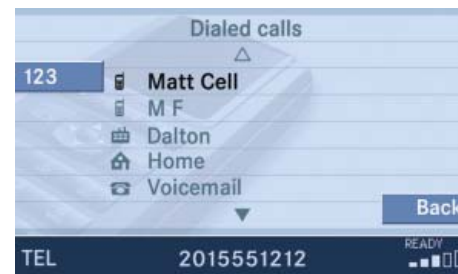 Dialed calls
123
Matt Cell
M F
Dalton
Home
Voicemail
Back
TEL 2015551212 READY